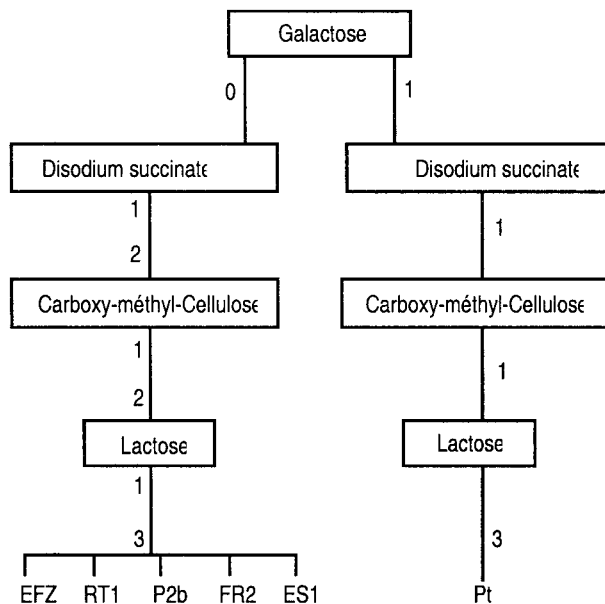 Galactose
0 1
Disodium succinate Disodium succinate
1
1
2
Carboxy-méthyl-Cellulose Carboxy-méthyl-Cellulose
1
1
2
Lactose Lactose
1
3 3
EFZ RT1 P2b FR2 ES1 Pt